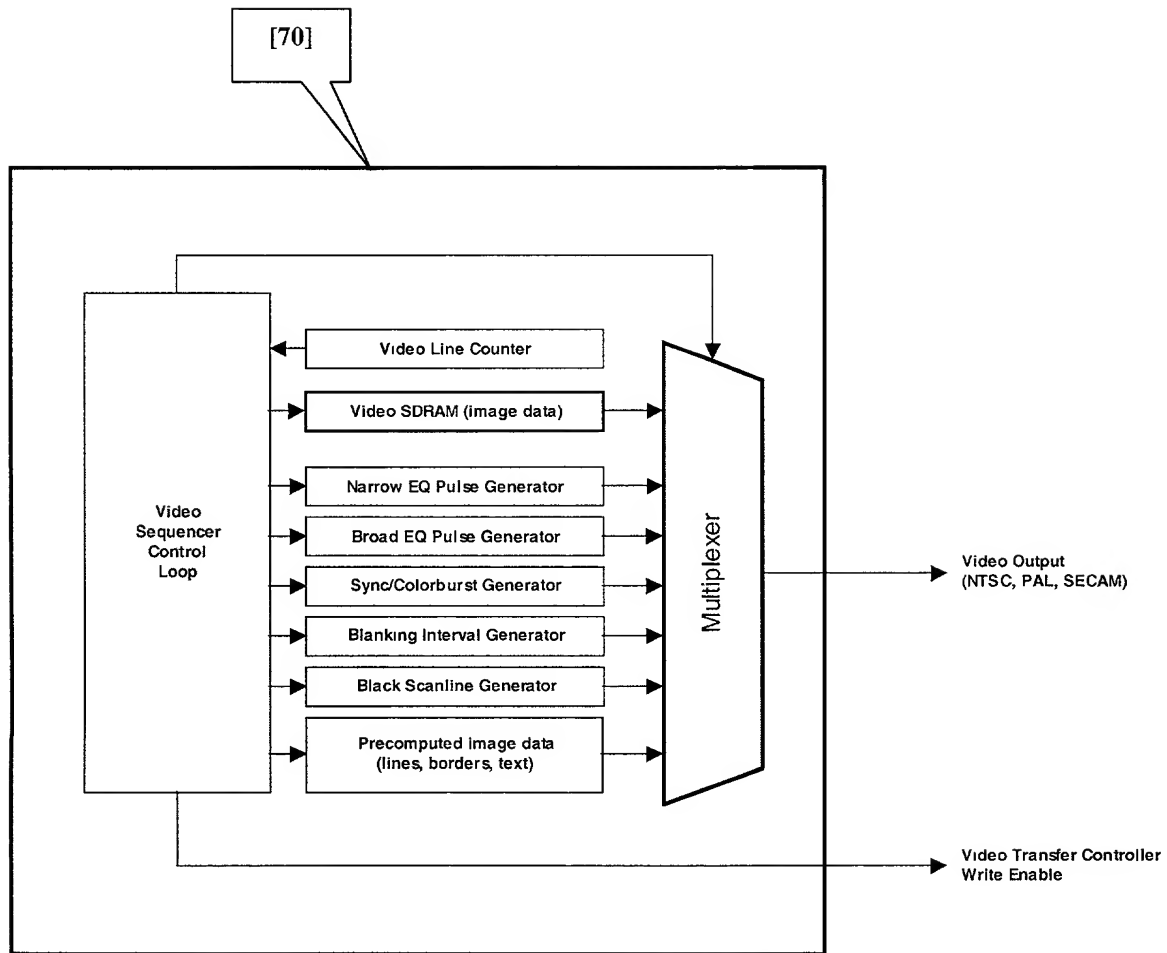 [70]
Video Line Counter
Video SDRAM (image data)
Video
Sequencer
Control
Loop
Narrow EQ Pulse Generator
Broad EQ Pulse Generator
Sync/Colorburst Generator
Blanking Interval Generator
Black Scanline Generator
Precomputed image data
(lines, borders, text)
Multiplexer
Video Output
(NTSC, PAL, SECAM)
Video Transfer Controller
Write Enable